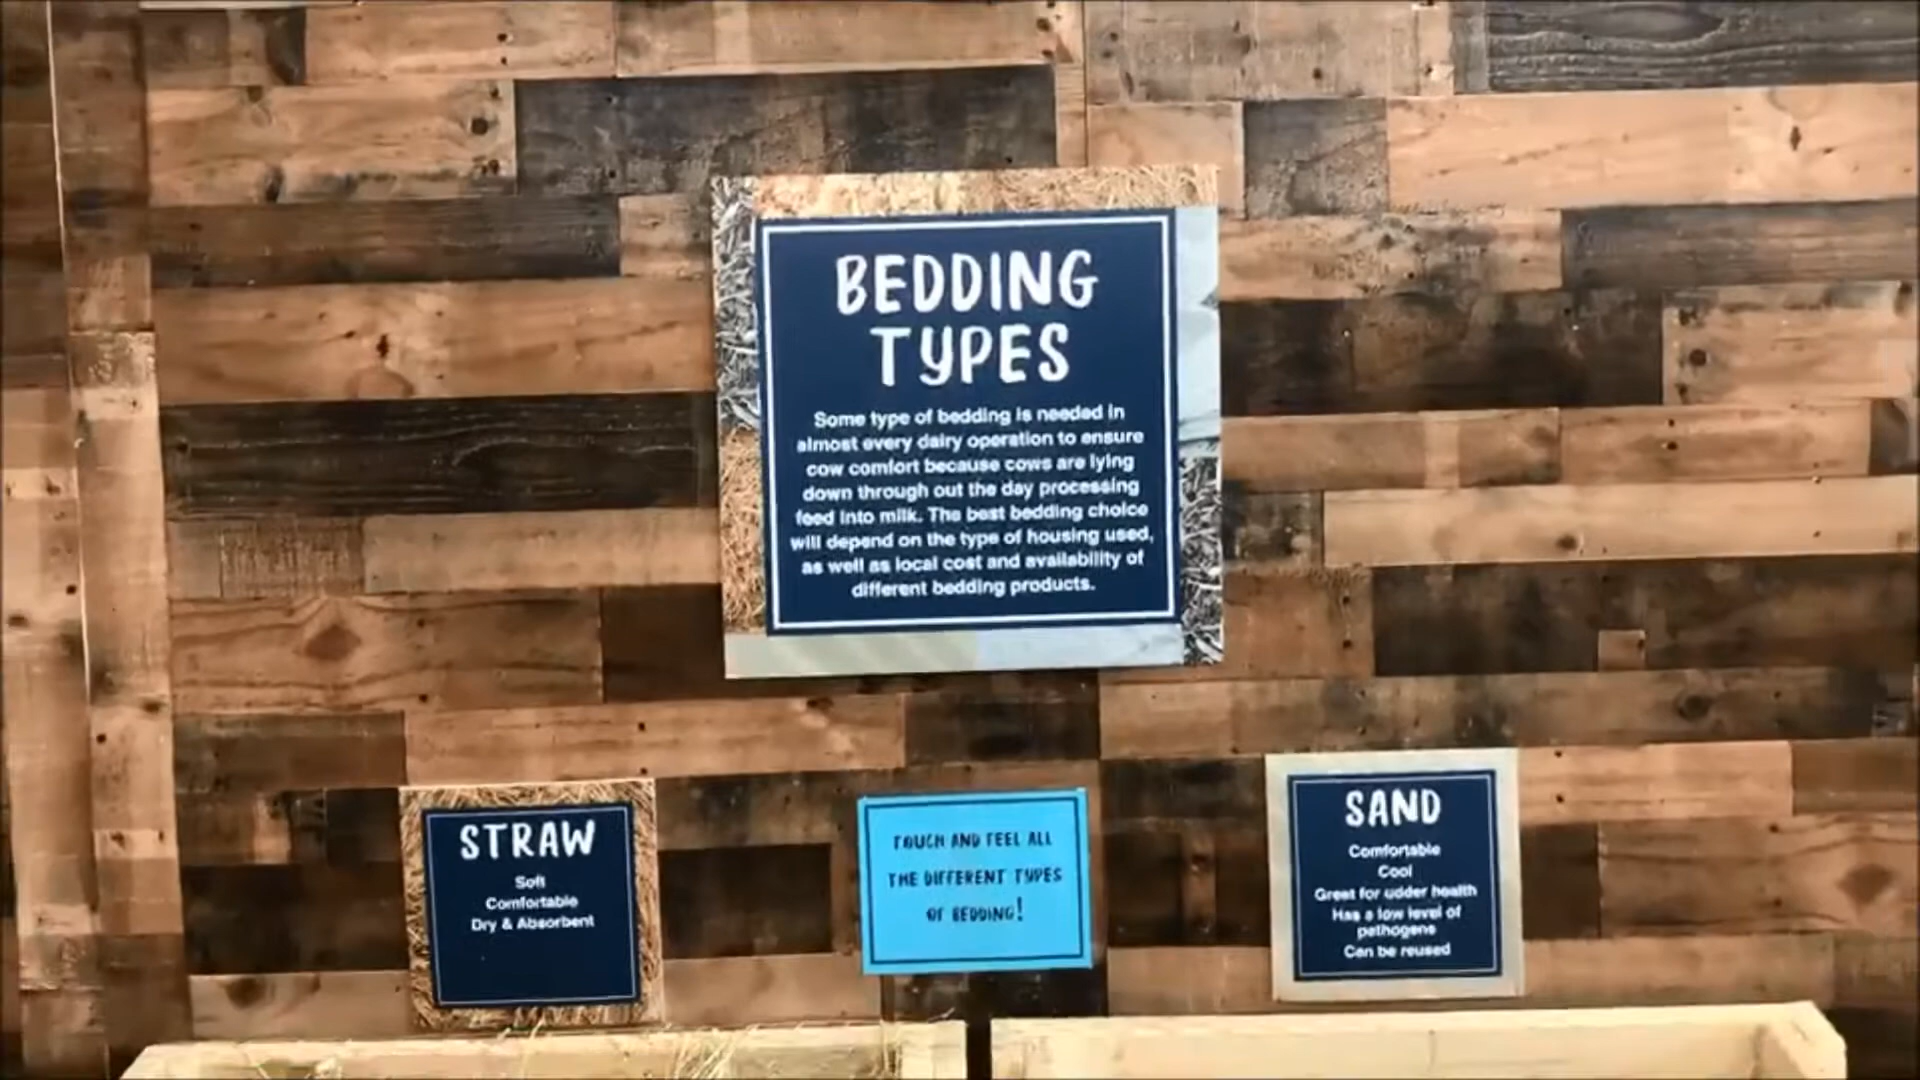 BEDDING
TYPES
Some type of bedding is needed in
almost every dairy operation to ensure
cow comfort because cows are lying
down through out the day processing
feed into milk. The best bedding choice
will depend on the type of housing used,
as well as local cost and availability of
different bedding products.
STRAW
Soft
Comfortable
Dry & Absorbent
TOUCH AND FEEL ALL
THE DIFFERENT TYPES
OF BEDDING!
SAND
Comfortable
Cool
Great for udder health
Has a low level of
pathogens
Can be reused